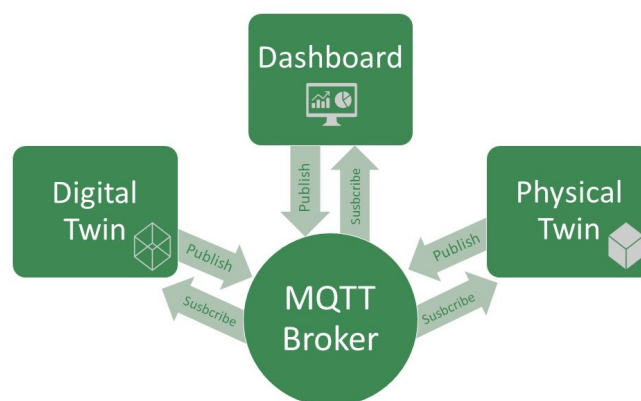 Dashboard
Publish
Susbcribe
Digital
Twin
Publish
Susbcribe
Physical
Twin
Publish
Susbcribe
MQTT
Broker